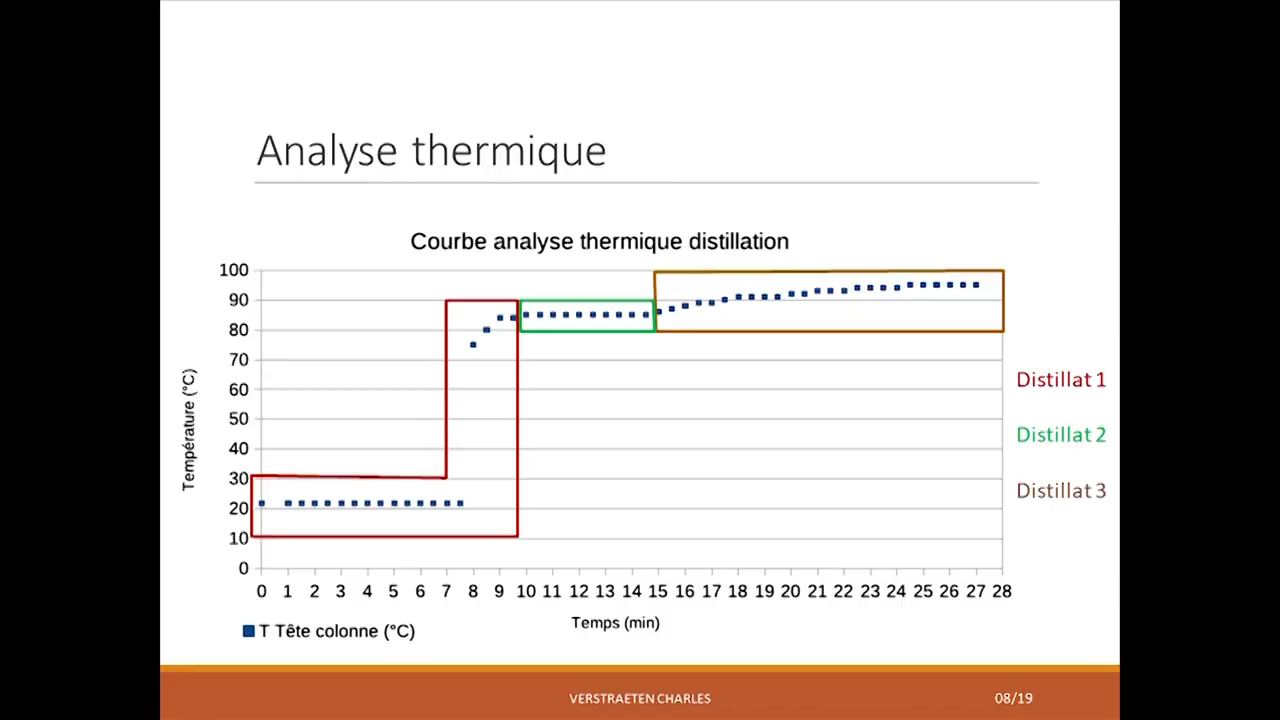 Analyse thermique
Courbe analyse thermique distillation
100
90
80
70
60
50
40
30
20
10
0
Température (°C)
0 1 2 3 4 5 6 7 8 9 10 11 12 13 14 15 16 17 18 19 20 21 22 23 24 25 26 27 28
Temps (min)
T Tête colonne (°C)
Distillat 1
Distillat 2
Distillat 3
VERSTRAETEN CHARLES
08/19